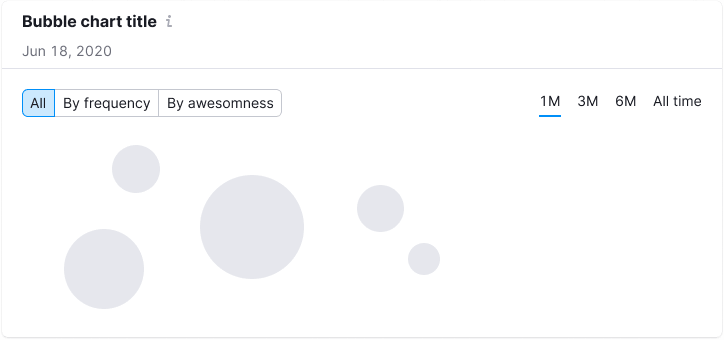 Bubble chart title i
Jun 18, 2020
All By frequency By awesomness 1M 3M 6M All time